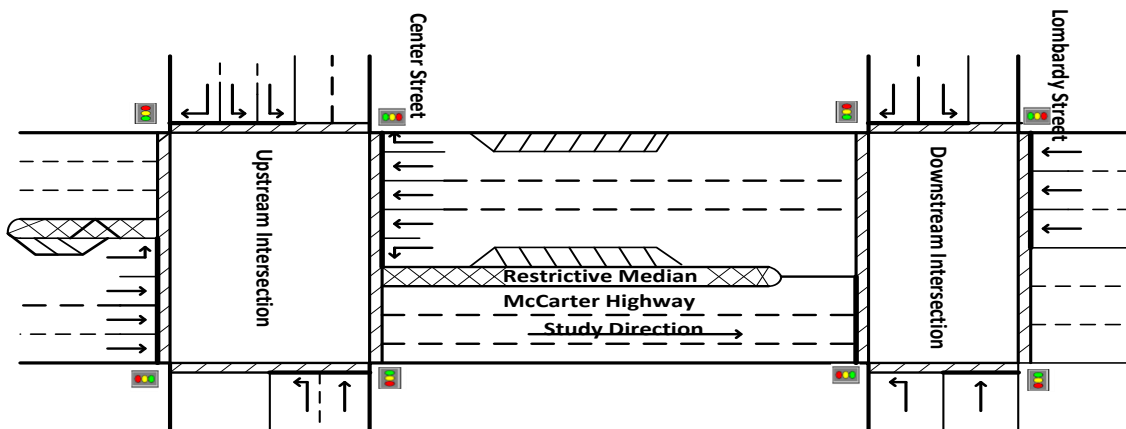 Center Street
Lombardy Street
Upstream Intersection
Downstream Intersection
Restrictive Median
McCarter Highway
Study Direction